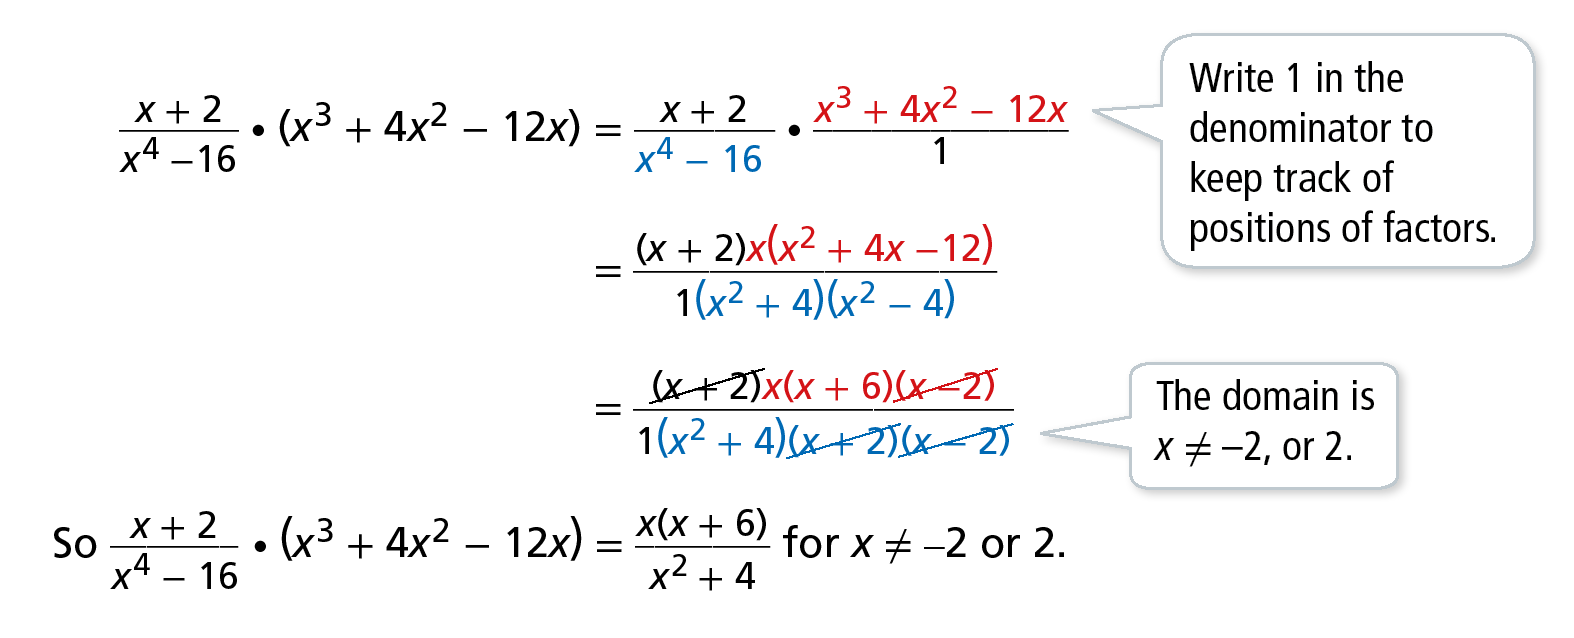 (x + 2)/(x⁴ −16) • (x³ + 4x² − 12x) = (x + 2)/(x⁴ − 16) • (x³ + 4x² − 12x)/1
Write 1 in the
denominator to
keep track of
positions of factors.
= ((x + 2)x(x² + 4x −12))/(1(x² + 4)(x² − 4))
= ((x + 2)x(x + 6)(x −2))/(1(x² + 4)(x + 2)(x − 2))
The domain is
x ≠ −2, or 2.
So (x + 2)/(x⁴ − 16) • (x³ + 4x² − 12x) = (x(x + 6))/(x² + 4) for x ≠ −2 or 2.